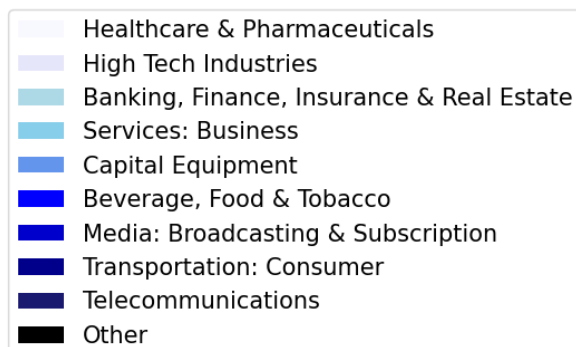 Healthcare & Pharmaceuticals
High Tech Industries
Banking, Finance, Insurance & Real Estate
Services: Business
Capital Equipment
Beverage, Food & Tobacco
Media: Broadcasting & Subscription
Transportation: Consumer
Telecommunications
Other